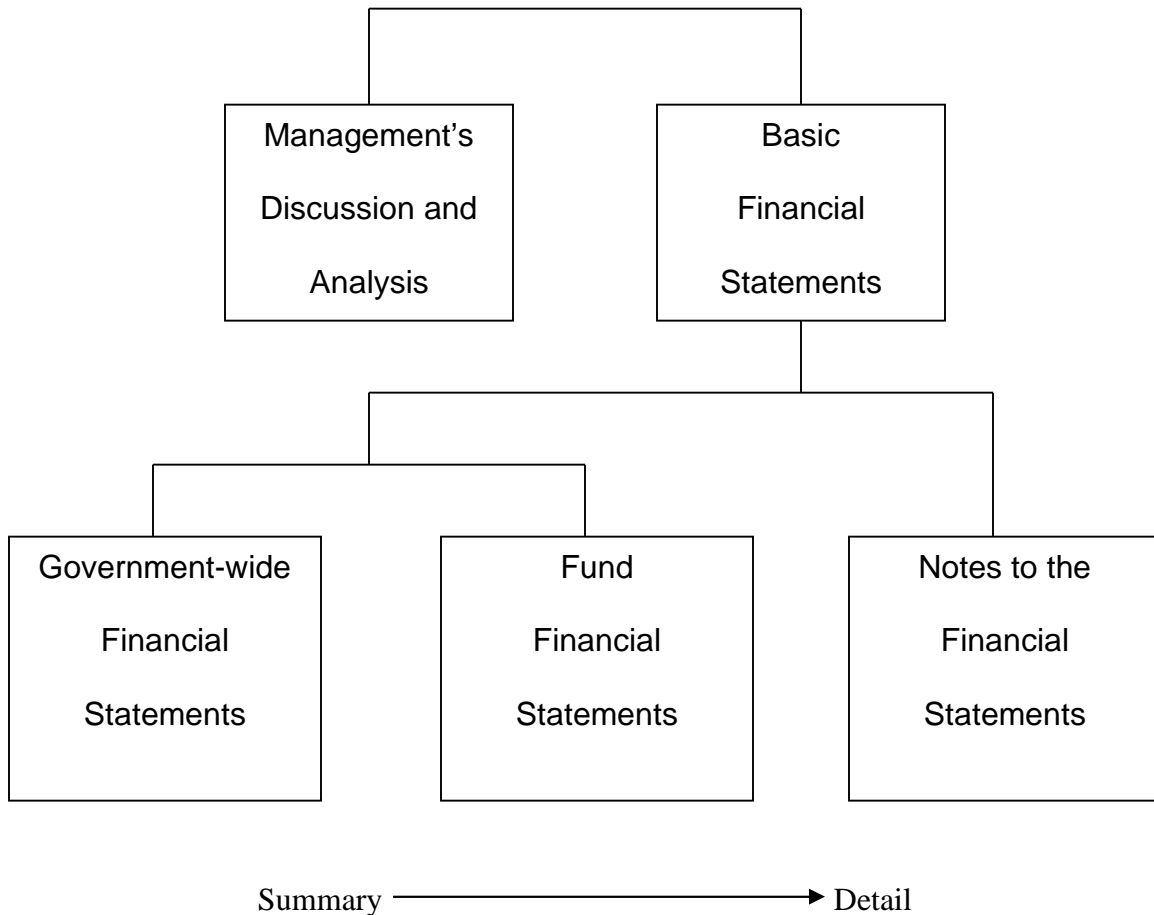 Management’s
Discussion and
Analysis
Basic
Financial
Statements
Government-wide
Financial
Statements
Fund
Financial
Statements
Notes to the
Financial
Statements
Summary
Detail